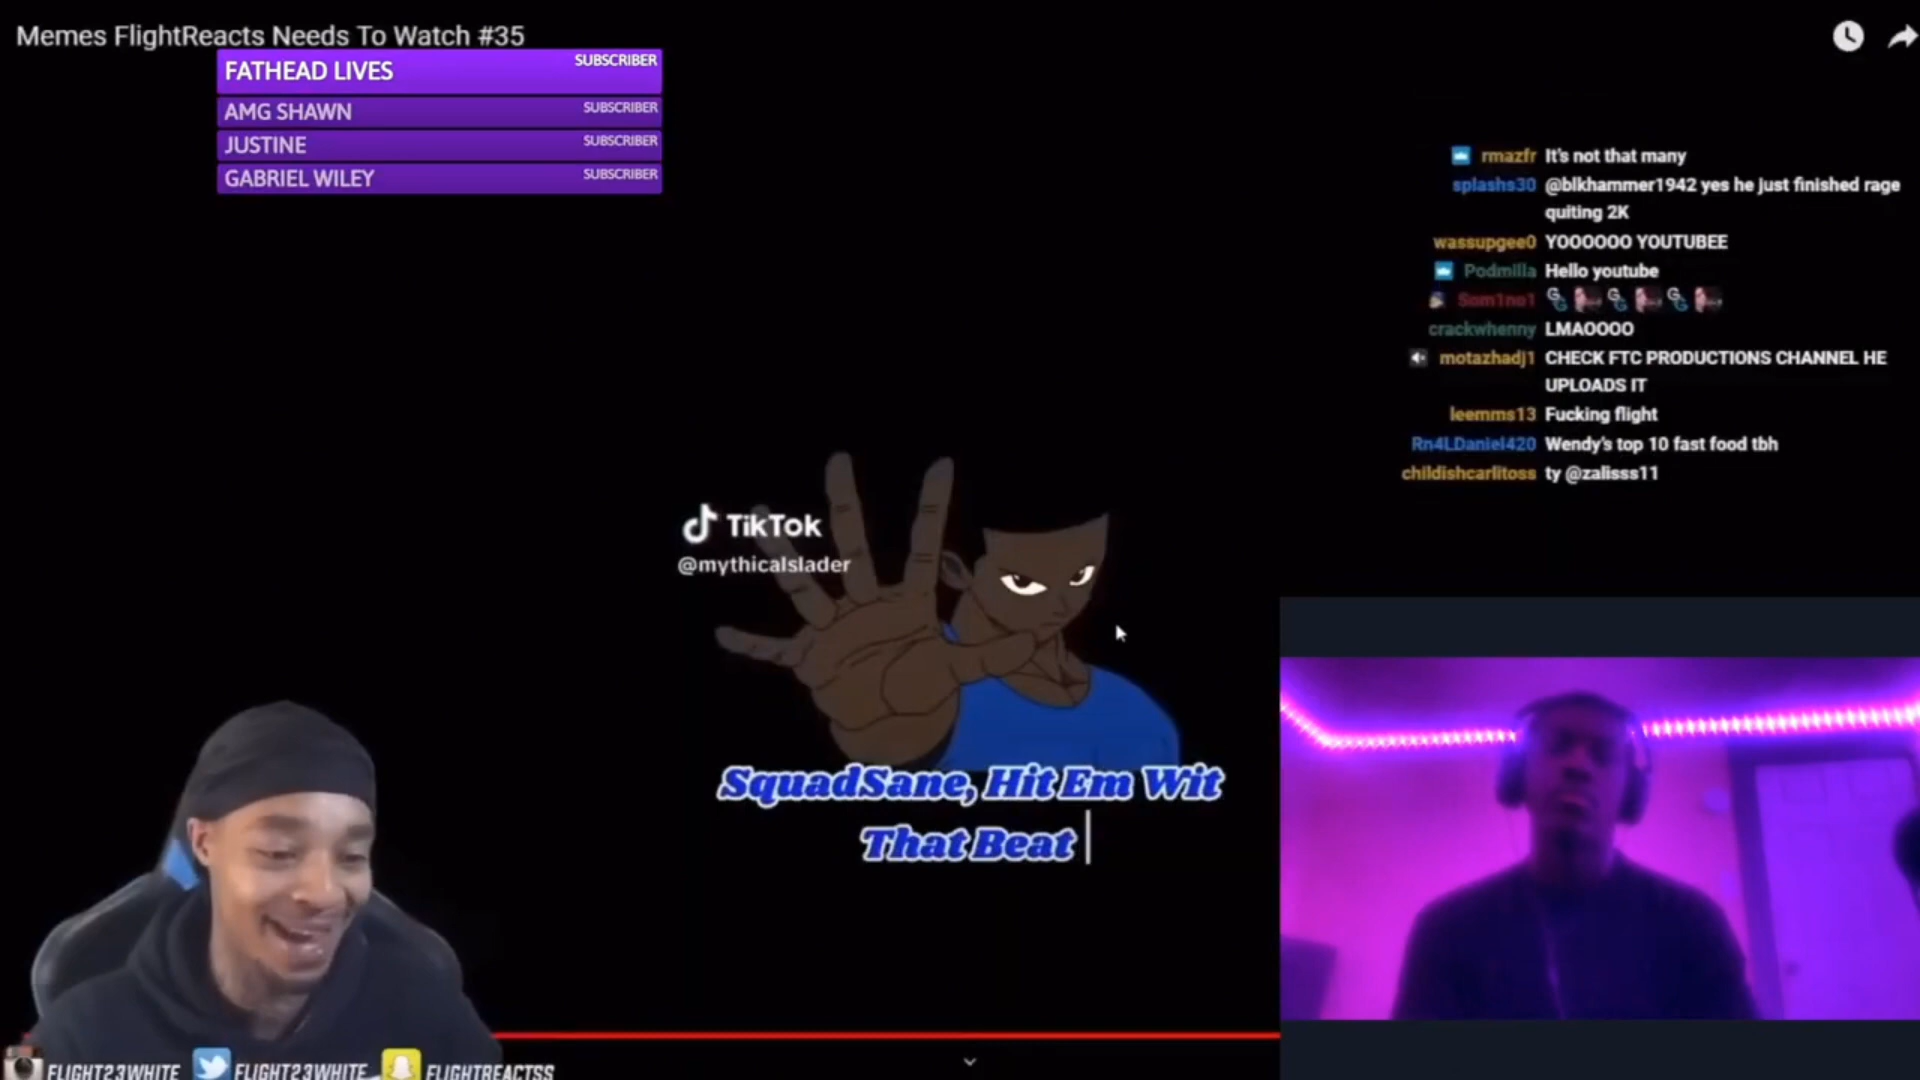 Memes FlightReacts Needs To Watch #35
FATHEAD LIVES SUBSCRIBER
AMG SHAWN SUBSCRIBER
JUSTINE SUBSCRIBER
GABRIEL WILEY SUBSCRIBER
rmazfr It's not that many
splashs30 @blkhammer1942 yes he just finished rage
quiting 2K
wassupgee0 YOOOOOO YOUTUBEE
Podmilla Hello youtube
Som1no1
crackwhenny LMAOOOO
motazhadj1 CHECK FTC PRODUCTIONS CHANNEL HE
UPLOADS IT
leemms13 Fucking flight
Rn4LDaniel420 Wendy's top 10 fast food tbh
childishcarlitoss ty @zalisss11
TikTok
@mythicalslader
SquadSane, Hit Em Wit
That Beat
FLIGHT23WHITE FLIGHT23WHITE FLIGHTREACTSS